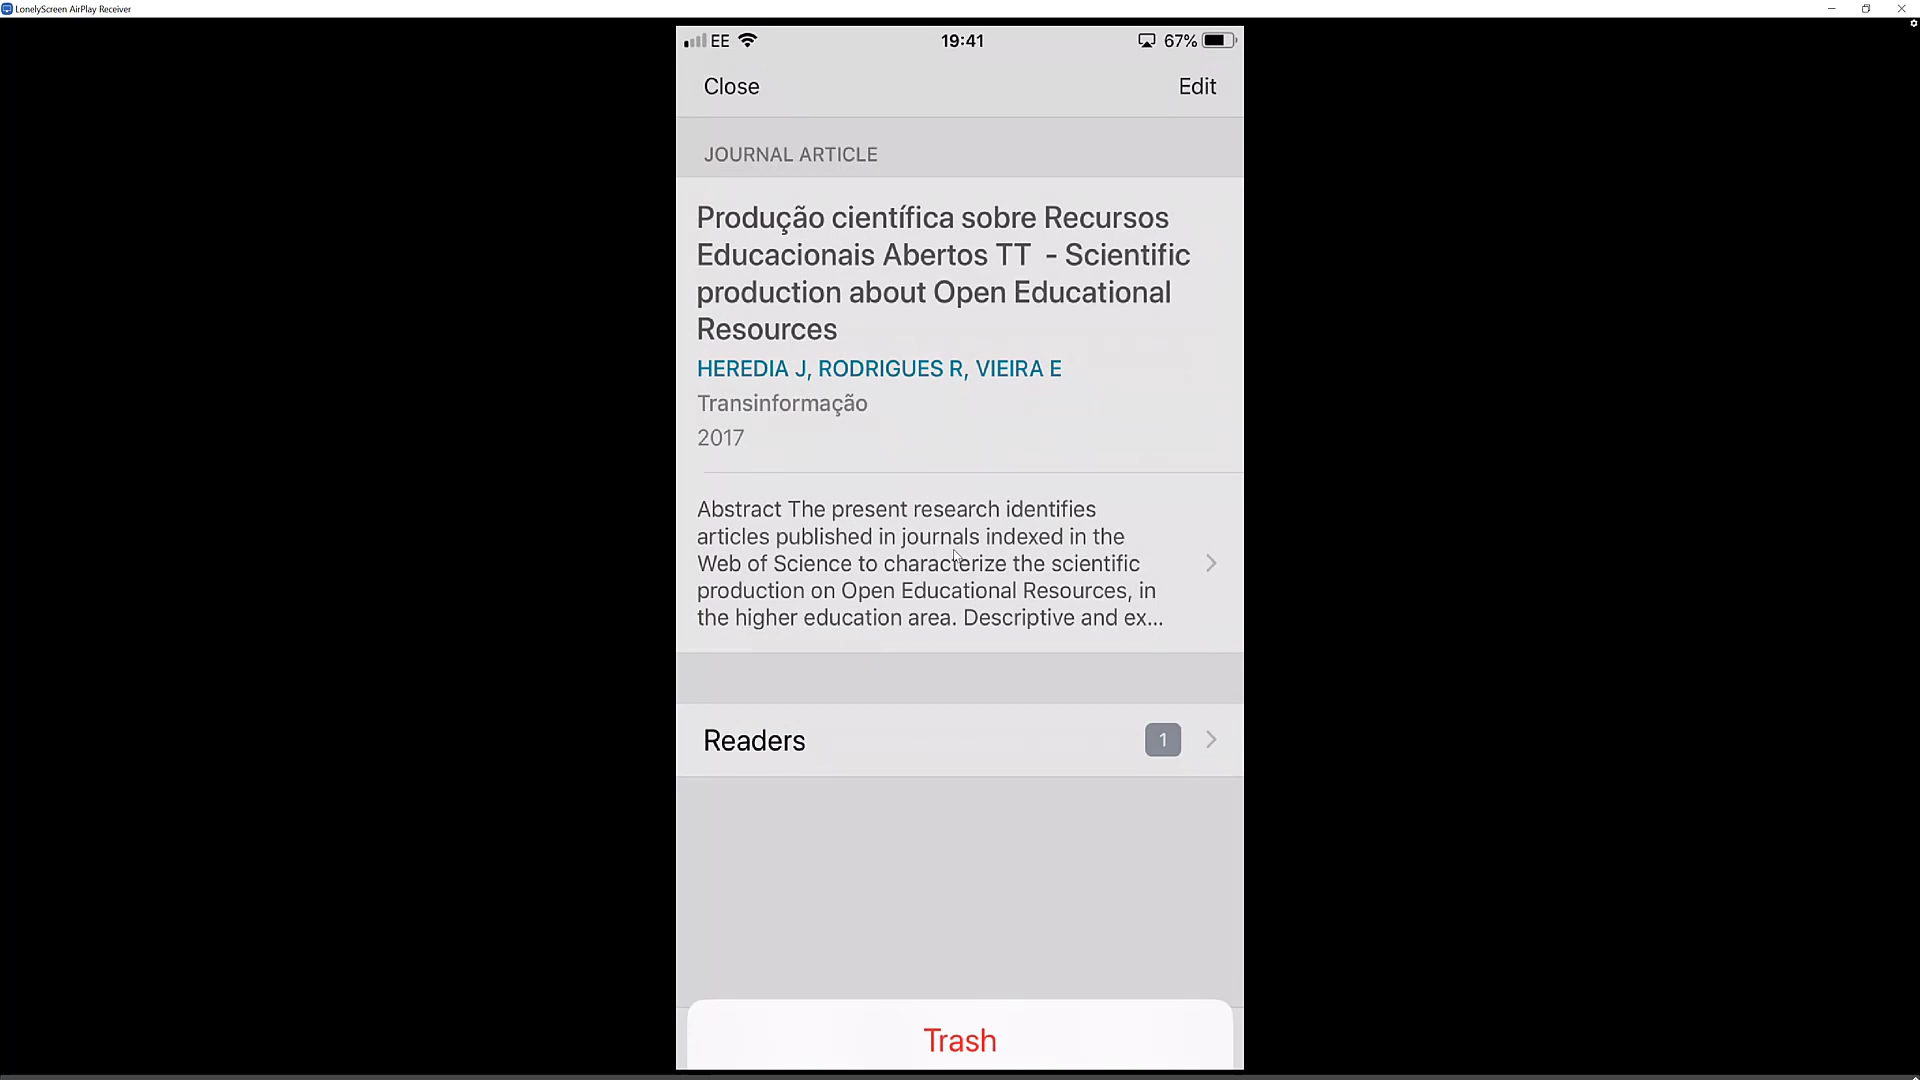 LonelyScreen AirPlay Receiver
EE 19:41 67%
Close Edit
JOURNAL ARTICLE
Produção científica sobre Recursos
Educacionais Abertos TT - Scientific
production about Open Educational
Resources
HEREDIA J, RODRIGUES R, VIEIRA E
Transinformação
2017
Abstract The present research identifies
articles published in journals indexed in the
Web of Science to characterize the scientific
production on Open Educational Resources, in
the higher education area. Descriptive and ex...
Readers 1
Trash